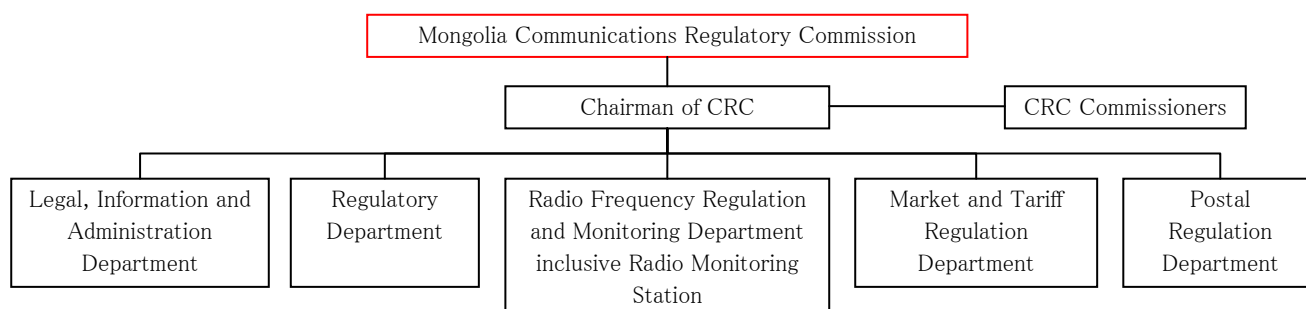 Mongolia Communications Regulatory Commission
Chairman of CRC
CRC Commissioners
Legal, Information and
Administration
Department
Regulatory
Department
Radio Frequency Regulation
and Monitoring Department
inclusive Radio Monitoring
Station
Market and Tariff
Regulation
Department
Postal
Regulation
Department